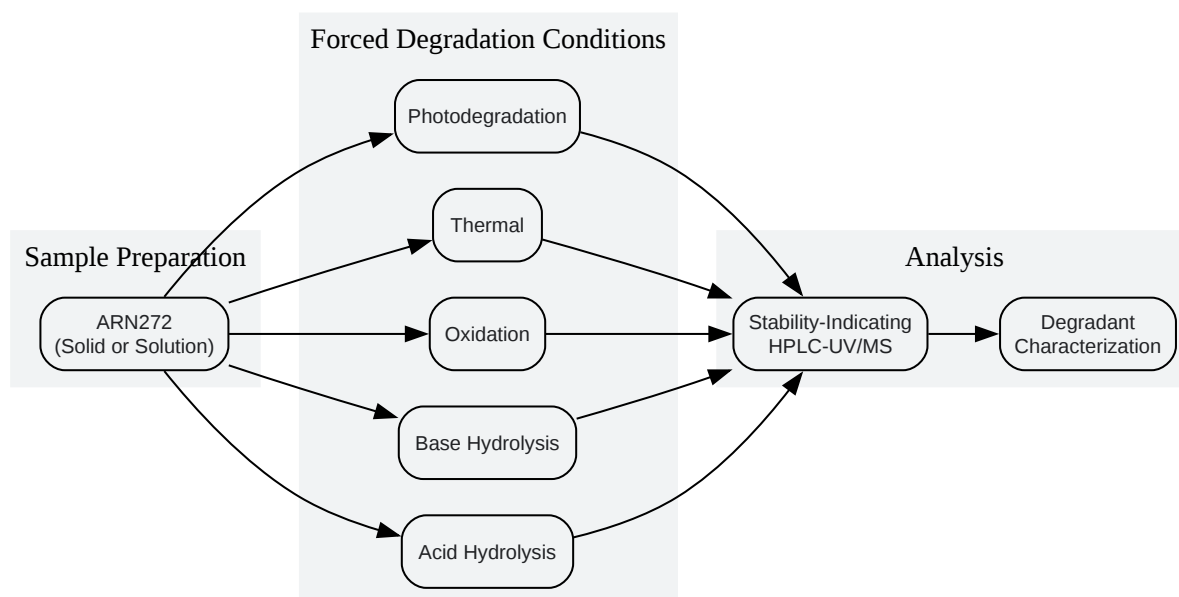 Forced Degradation Conditions
Photodegradation
Thermal
Sample Preparation
Analysis
ARN272
(Solid or Solution)
Oxidation
Stability-Indicating
HPLC-UV/MS
Degradant
Characterization
Base Hydrolysis
Acid Hydrolysis